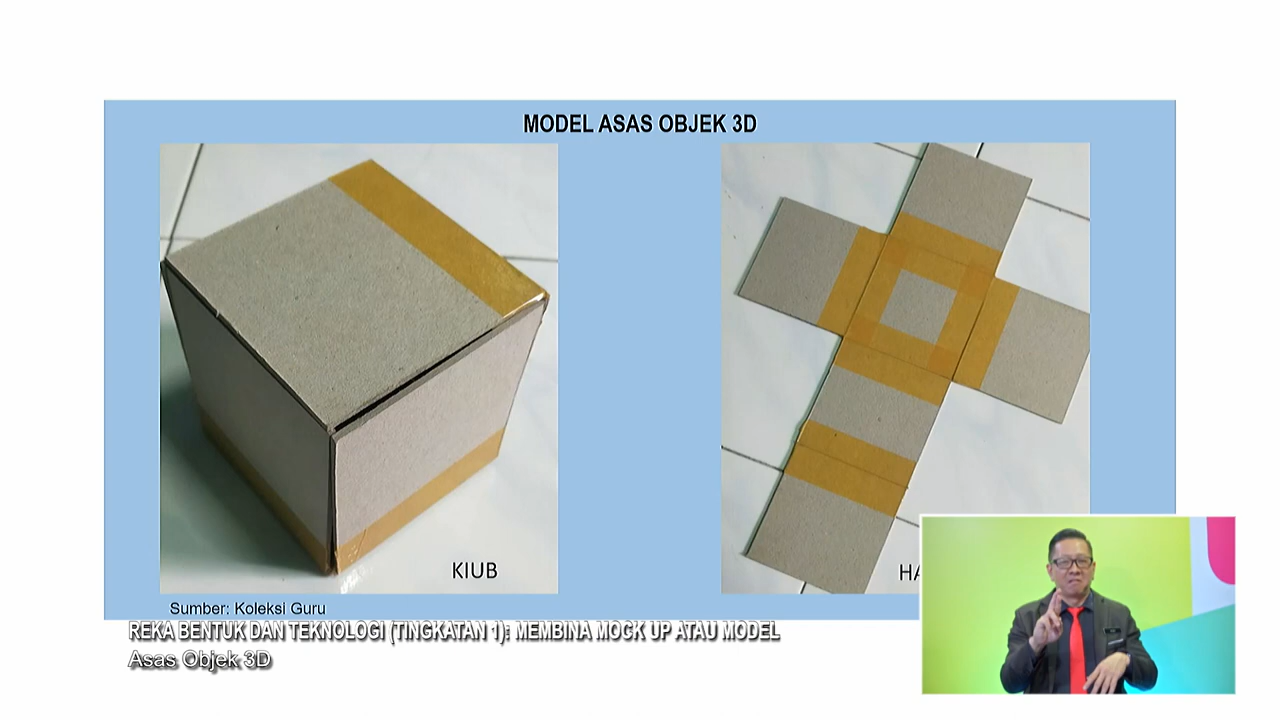 MODEL ASAS OBJEK 3D
KIUB
Sumber: Koleksi Guru
REKA BENTUK DAN TEKNOLOGI (TINGKATAN 1): MEMBINA MOCK UP ATAU MODEL
Asas Objek 3D